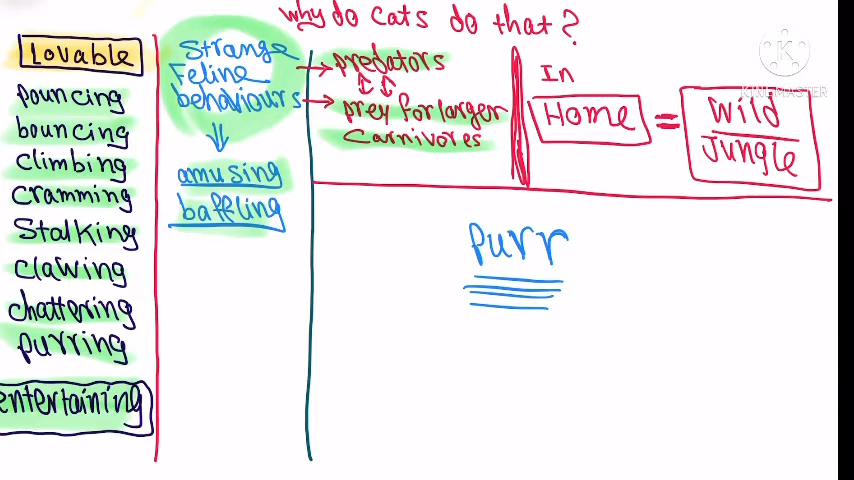 why do cats do that?
Lovable
pouncing
bouncing
climbing
cramming
Stalking
clawing
chattering
purring
entertaining
Strange
Feline
behaviours
amusing
baffling
predators
prey for larger
Carnivores
In
Home = Wild
Jungle
purr
K
KINEMASTER